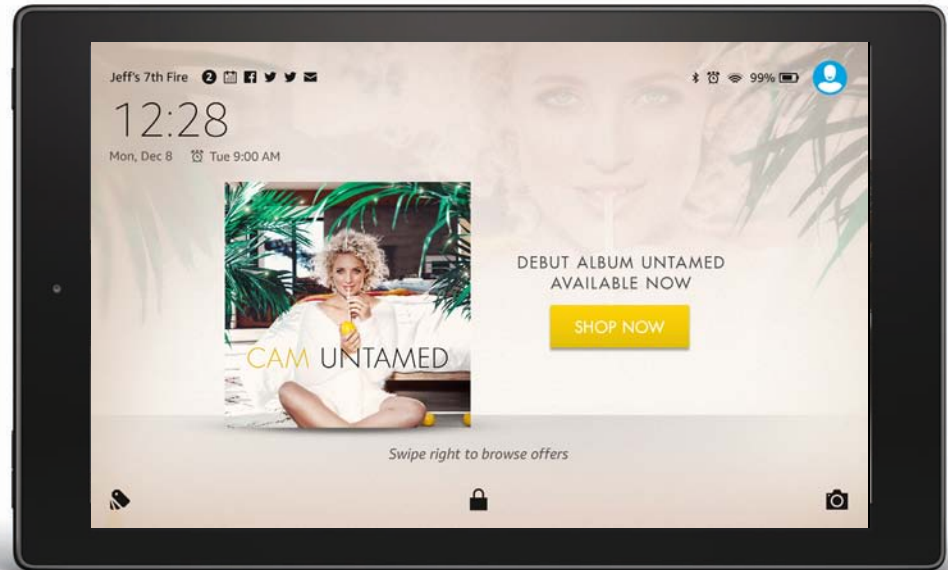 Jeff's 7th Fire 2
99%
12:28
Mon, Dec 8 Tue 9:00 AM
DEBUT ALBUM UNTAMED
AVAILABLE NOW
SHOP NOW
CAM UNTAMED
Swipe right to browse offers